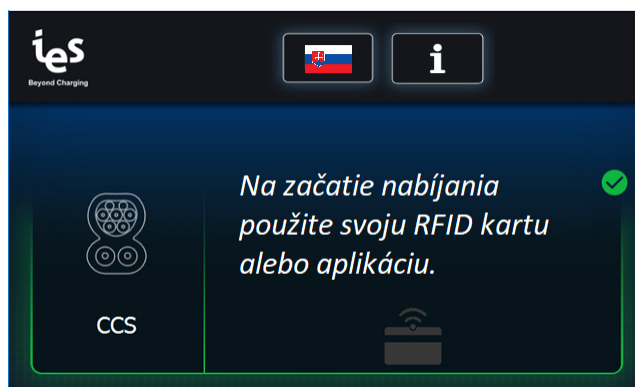 ies
Beyond Charging
i
Na začatie nabíjania
použite svoju RFID kartu
alebo aplikáciu.
CCS